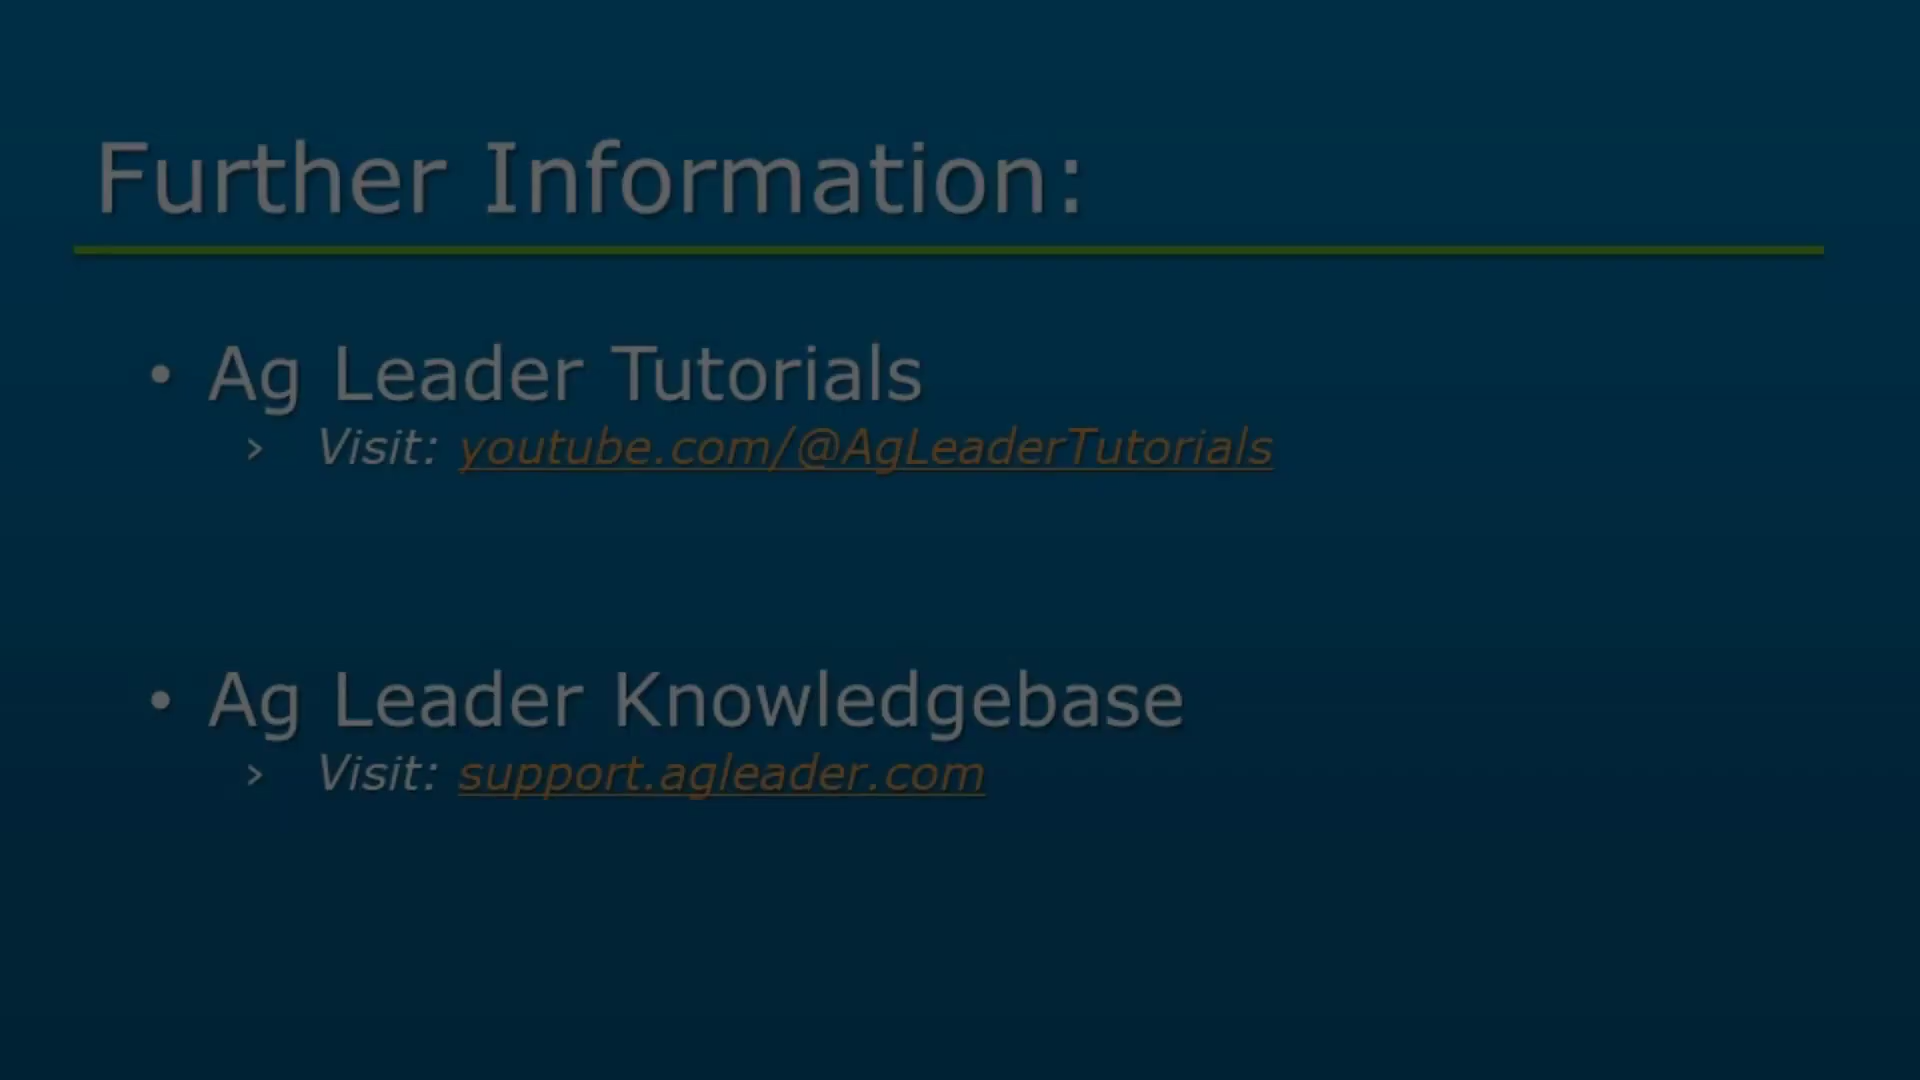 Further Information:
• Ag Leader Tutorials
› Visit: youtube.com/@AgLeaderTutorials
• Ag Leader Knowledgebase
› Visit: support.agleader.com